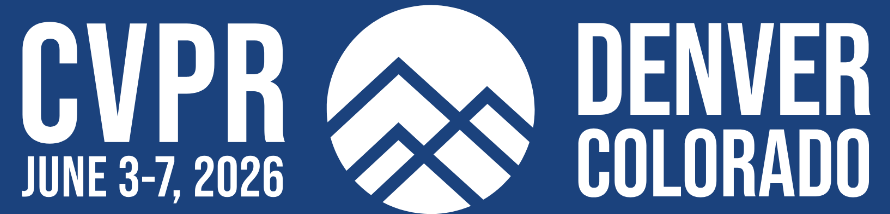 CVPR
JUNE 3-7, 2026
DENVER
COLORADO